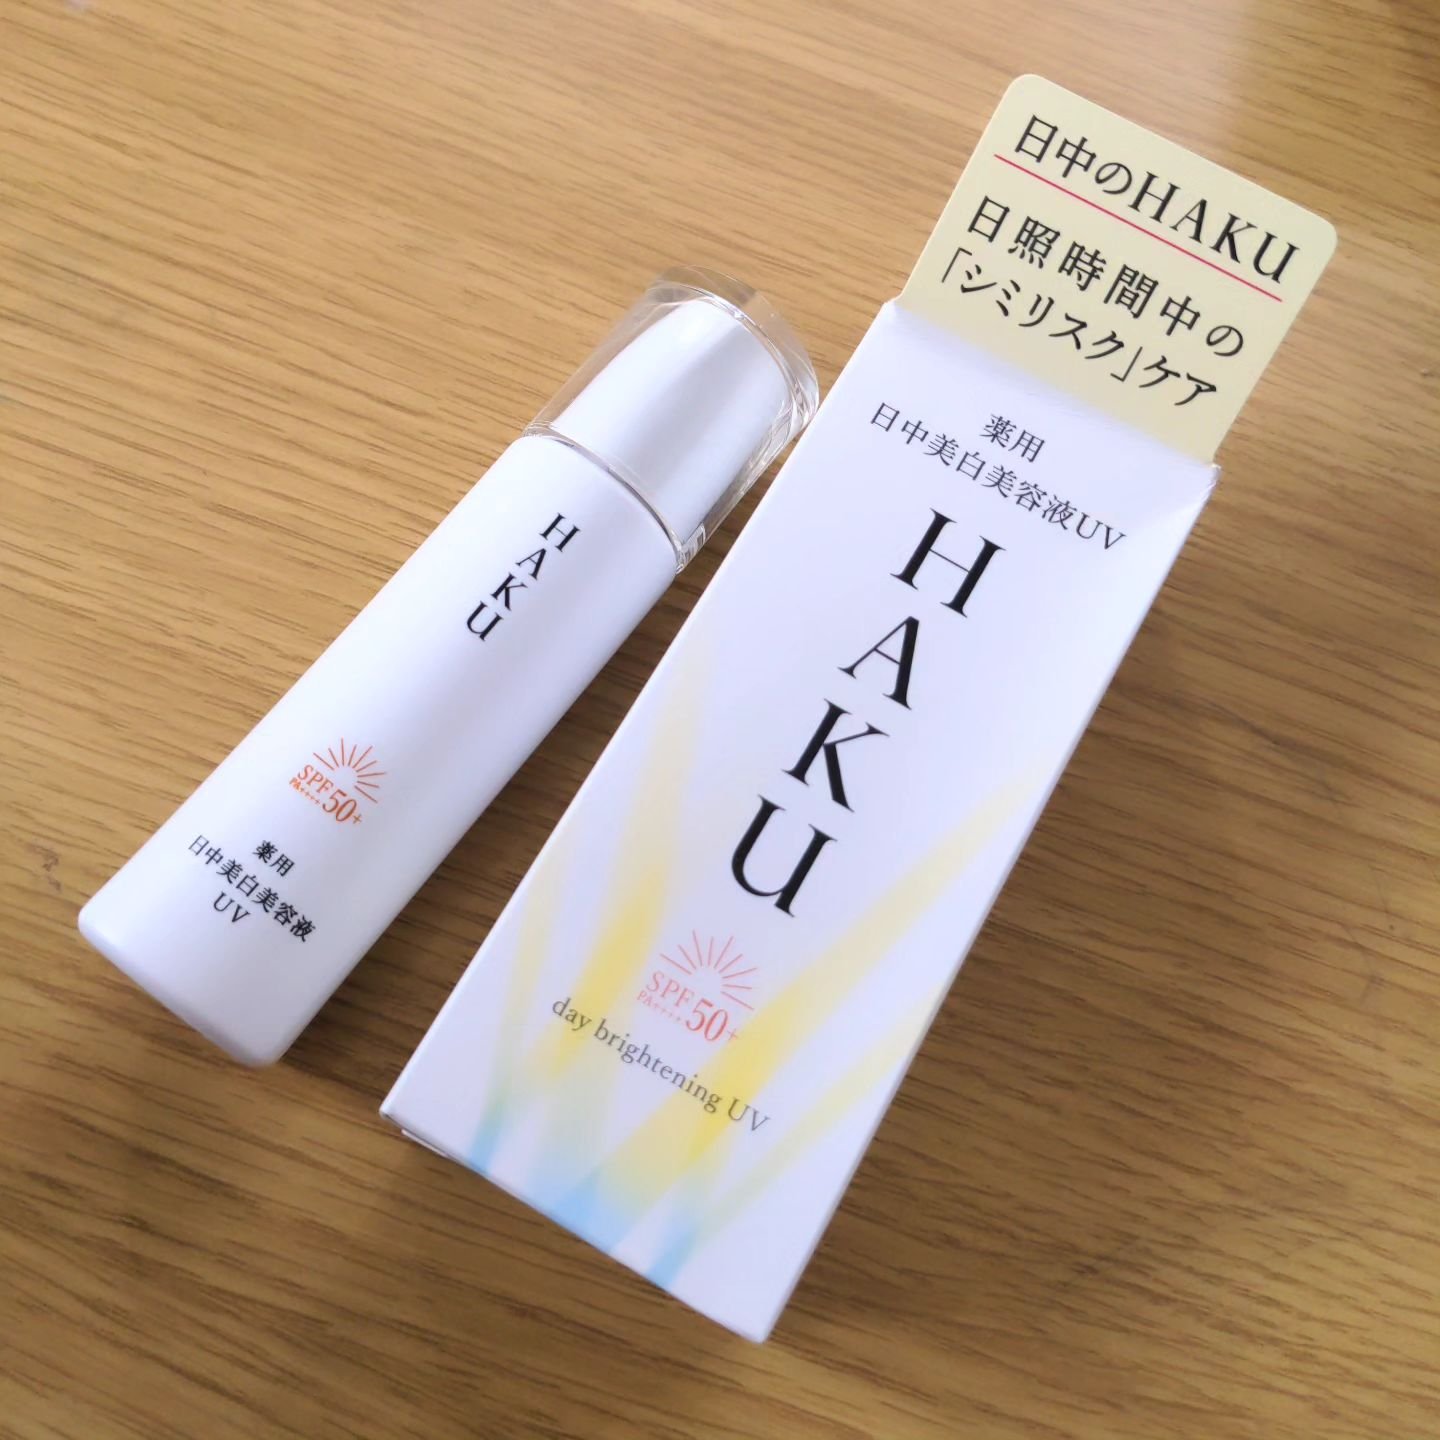 HAKU
SPF50+
PA++++
薬用
日中美白美容液
UV
日中のHAKU
日照時間中の
「シミリスク」ケア
薬用
日中美白美容液UV
HAKU
SPF50+
PA++++
day brightening UV